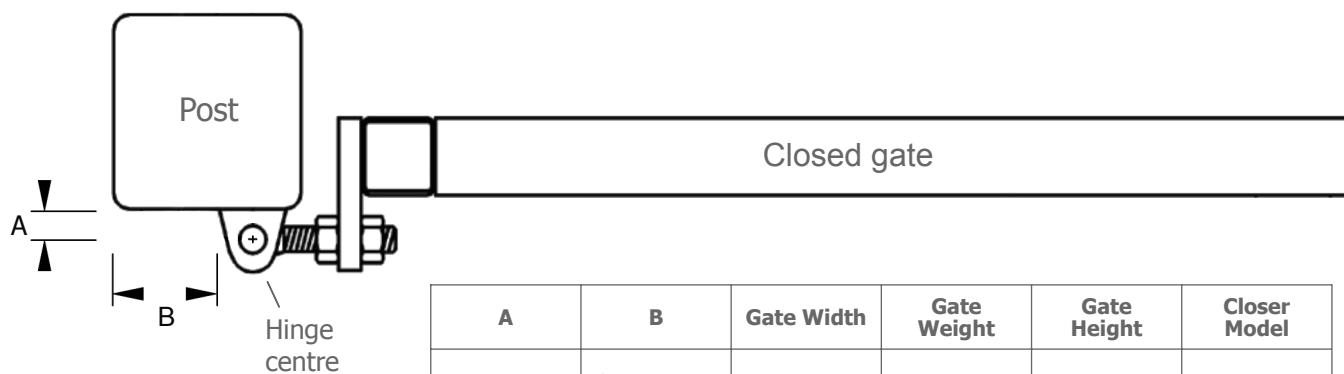 Post
Closed gate
A
B
Hinge
centre
A B Gate Width Gate Weight Gate Height Closer Model